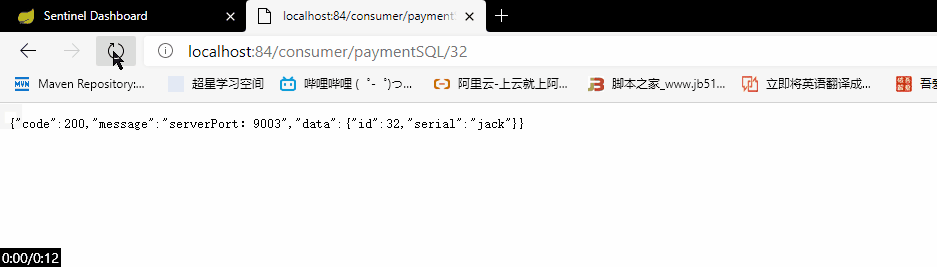 Sentinel Dashboard
localhost:84/consumer/payment
localhost:84/consumer/paymentSQL/32
Maven Repository:...
超星学习空间
哔哩哔哩 ( ゜- ゜)つ...
阿里云-上云就上阿...
脚本之家_www.jb51...
立即将英语翻译成...
吾爱
{"code":200,"message":"serverPort: 9003","data":{"id":32,"serial":"jack"}}
0:00/0:12